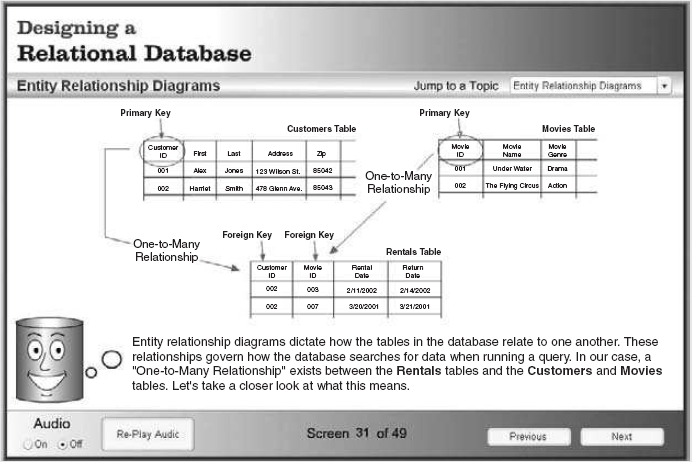 Designing a
Relational Database
Entity Relationship Diagrams
Jump to a Topic
Entity Relationship Diagrams
Primary Key
Customers Table
Customer ID First Last Address Zip
001 Alex Jones 123 Wilson St. 85042
002 Harriet Smith 478 Glenn Ave. 85043
Primary Key
Movies Table
Movie ID Movie Name Movie Genre
001 Under Water Drama
002 The Flying Circus Action
One-to-Many
Relationship
One-to-Many
Relationship
Foreign Key Foreign Key
Rentals Table
Customer ID Movie ID Rental Date Return Date
002 003 2/11/2002 2/14/2002
002 007 3/20/2001 3/21/2001
Entity relationship diagrams dictate how the tables in the database relate to one another. These
relationships govern how the database searches for data when running a query. In our case, a
"One-to-Many Relationship" exists between the Rentals tables and the Customers and Movies
tables. Let's take a closer look at what this means.
Audio
On Off
Re-Play Audio
Screen 31 of 49
Previous
Next